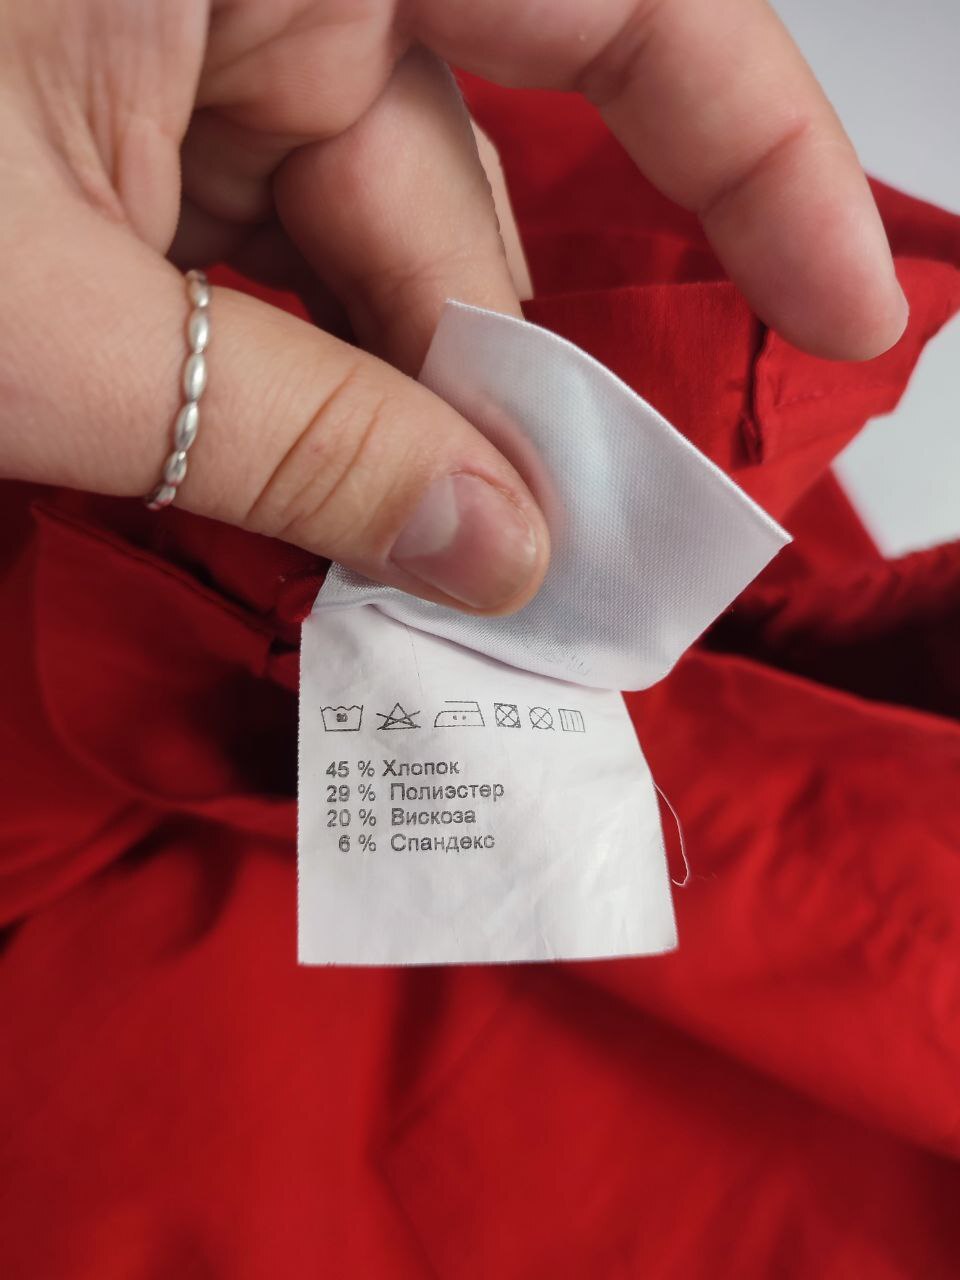 45 % Хлопок
29 % Полиэстер
20 % Вискоза
6 % Спандекс